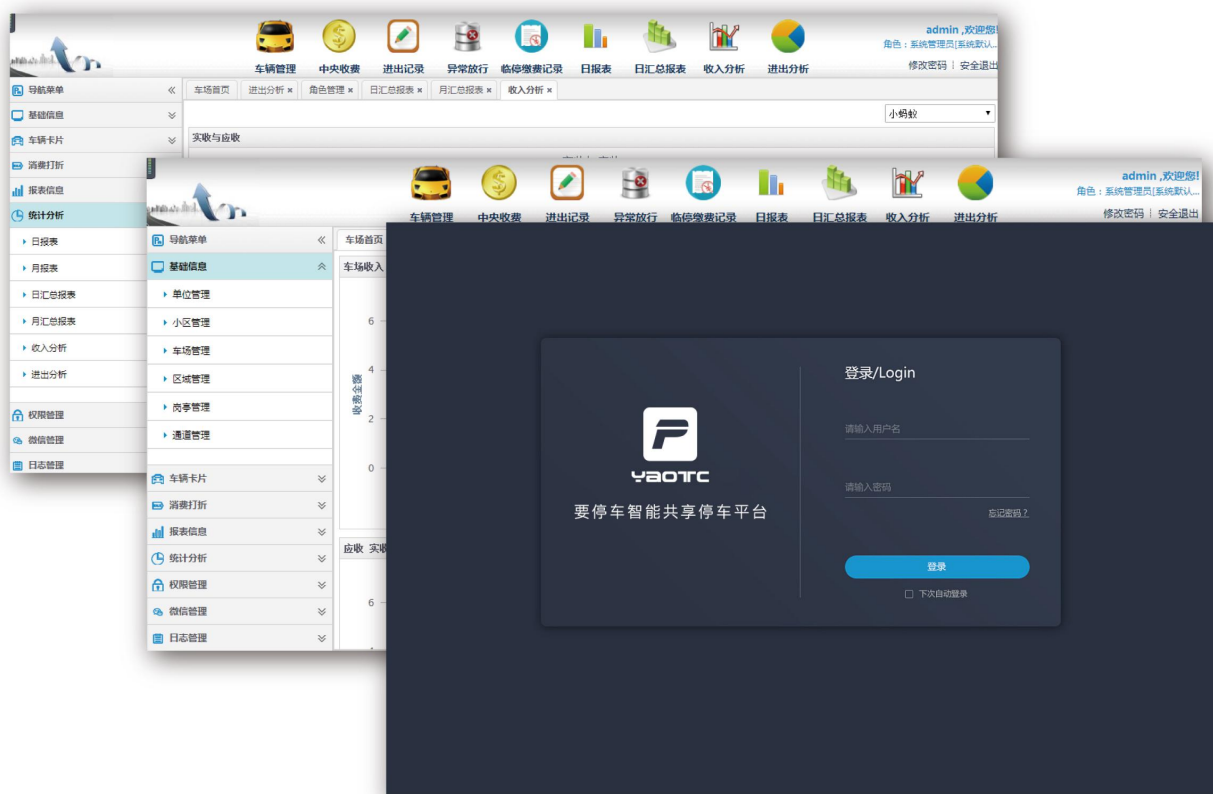 admin ,欢迎您!
角色：系统管理员[系统默认...
车辆管理 中央收费 进出记录 异常放行 临停缴费记录 日报表 日汇总报表 收入分析 进出分析
修改密码 | 安全退出
导航菜单
车场首页 进出分析 × 角色管理 × 日汇总报表 × 月汇总报表 × 收入分析 ×
基础信息
小蚂蚁
车辆卡片
实收与应收
消费打折
报表信息
统计分析
日报表
月报表
日汇总报表
月汇总报表
收入分析
进出分析
权限管理
微信管理
日志管理
admin ,欢迎您!
角色：系统管理员[系统默认...
车辆管理 中央收费 进出记录 异常放行 临停缴费记录 日报表 日汇总报表 收入分析 进出分析
修改密码 | 安全退出
导航菜单
车场首页
基础信息
车场收入
单位管理
小区管理
车场管理
区域管理
岗亭管理
通道管理
收费金额
6
4
2
0
车辆卡片
消费打折
报表信息
统计分析
应收 实收
权限管理
微信管理
6
日志管理
YAOTC
要停车智能共享停车平台
登录/Login
请输入用户名
请输入密码
忘记密码？
登录
下次自动登录